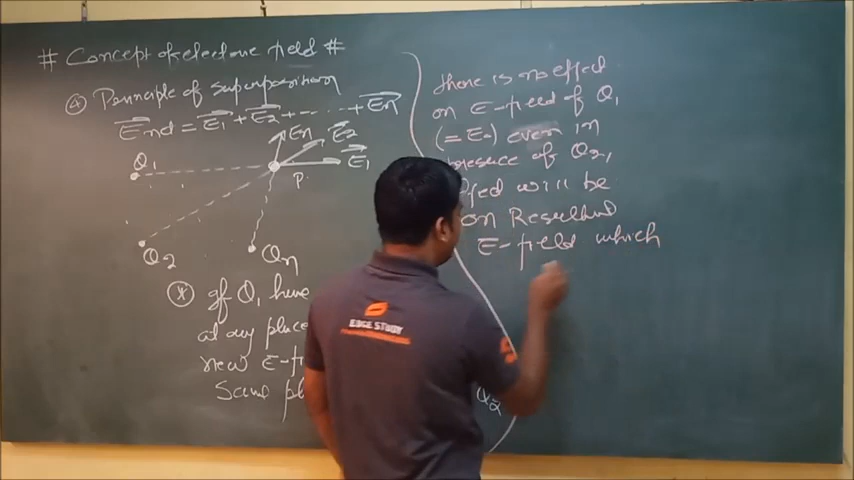 # Concept of electric field #
④ Principle of superposition
Enet = E1 + E2 + ..... + En
En
E2
E1
Q1
P
Q2
Qn
* If Q1 have
at any place
new E-f
Same pl
Q2
there is no effect
on E-field of Q1
(= E1) even in
presence of Q2,
will be
on Resultant
E-field which
EDGE STUDY